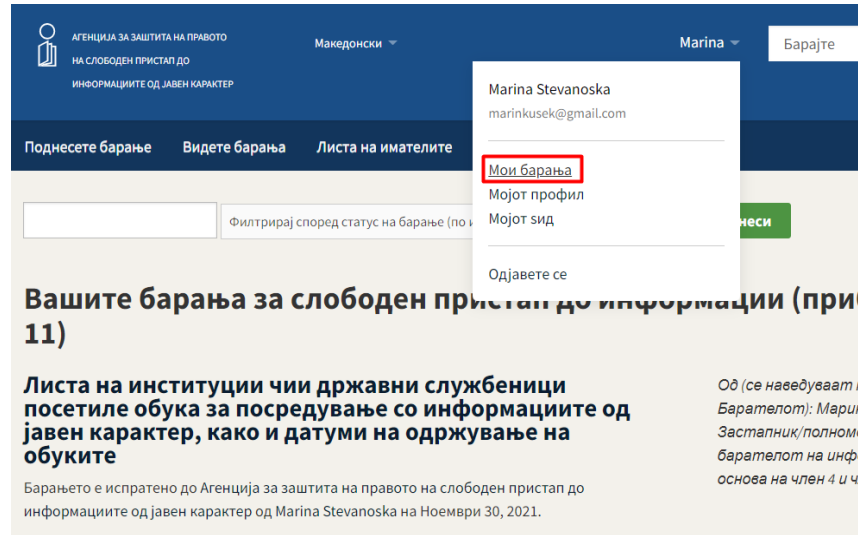 АГЕНЦИЈА ЗА ЗАШТИТА НА ПРАВОТО
НА СЛОБОДЕН ПРИСТАП ДО
ИНФОРМАЦИИТЕ ОД ЈАВЕН КАРАКТЕР
Македонски
Marina
Барајте
Marina Stevanoska
marinkusek@gmail.com
Мои барања
Мојот профил
Мојот ѕид
Одјавете се
Поднесете барање Видете барања Листа на имателите
Филтрирај според статус на барање (по
Вашите барања за слободен пристап до информации
11)
Листа на институции чии државни службеници
посетиле обука за посредување со информациите од
јавен карактер, како и датуми на одржување на
обуките
Барањето е испратено до Агенција за заштита на правото на слободен пристап до
информациите од јавен карактер од Marina Stevanoska на Ноември 30, 2021.
Од (се наведуваат
Барателот):
Застапник/
барателот на
основа на член 4 и